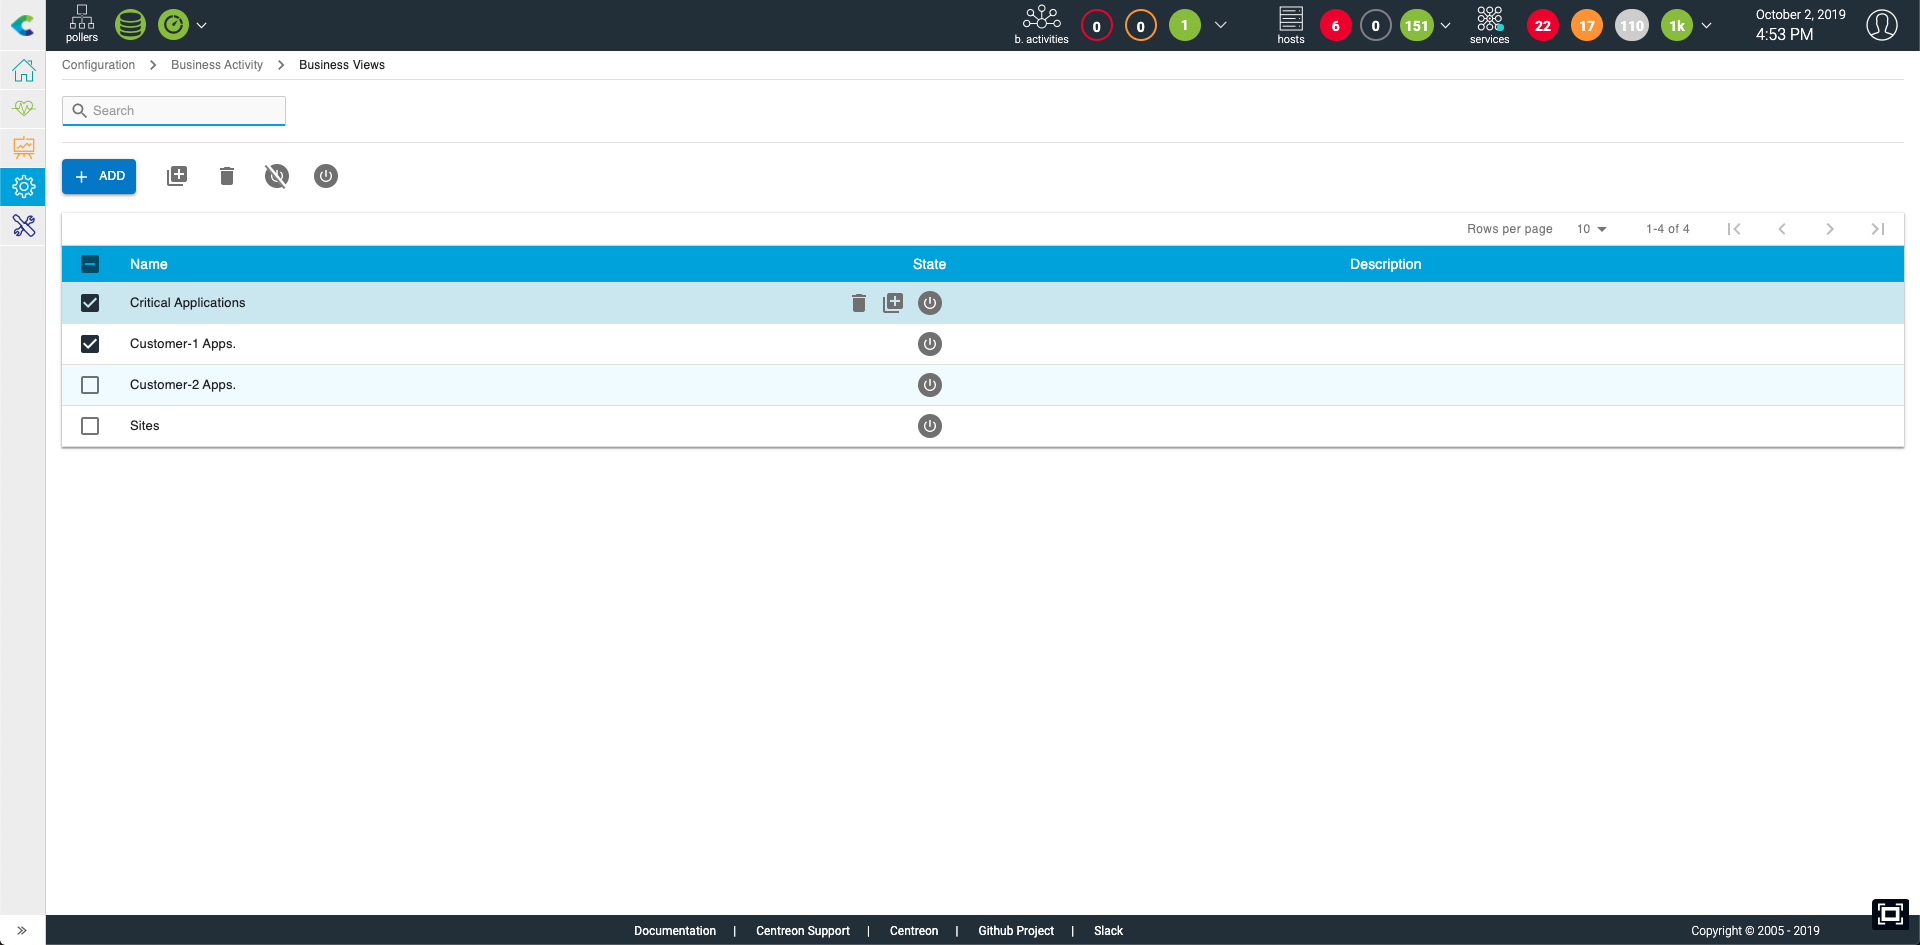 pollers
b. activities
0
0
1
hosts
6
0
151
services
22
17
110
1k
October 2, 2019
4:53 PM
Configuration > Business Activity > Business Views
Search
+ ADD
Rows per page 10 1-4 of 4
Name State Description
Critical Applications
Customer-1 Apps.
Customer-2 Apps.
Sites
Documentation | Centreon Support | Centreon | Github Project | Slack
Copyright © 2005 - 2019